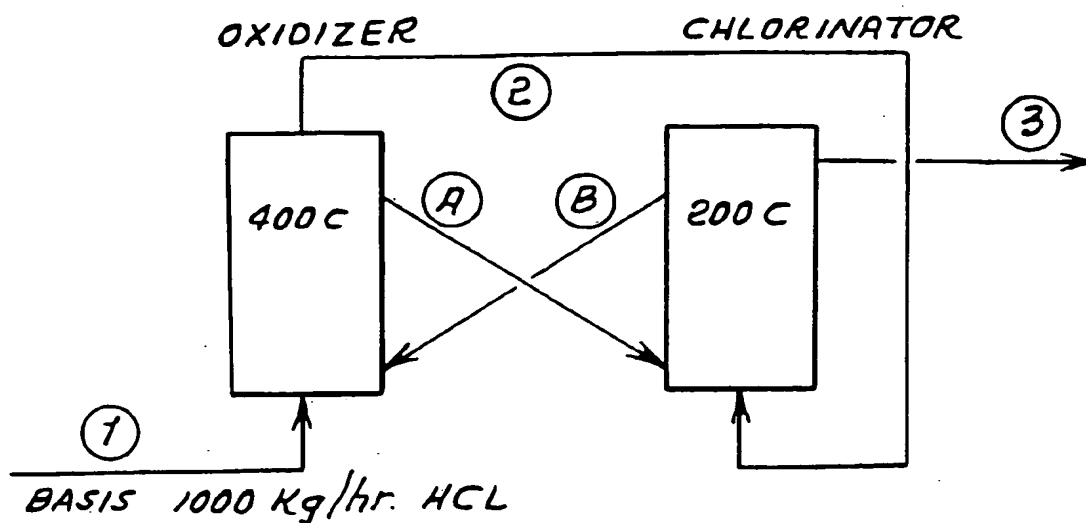 OXIDIZER
CHLORINATOR
2
3
A
B
400 C
200 C
1
BASIS 1000 Kg/hr. HCL